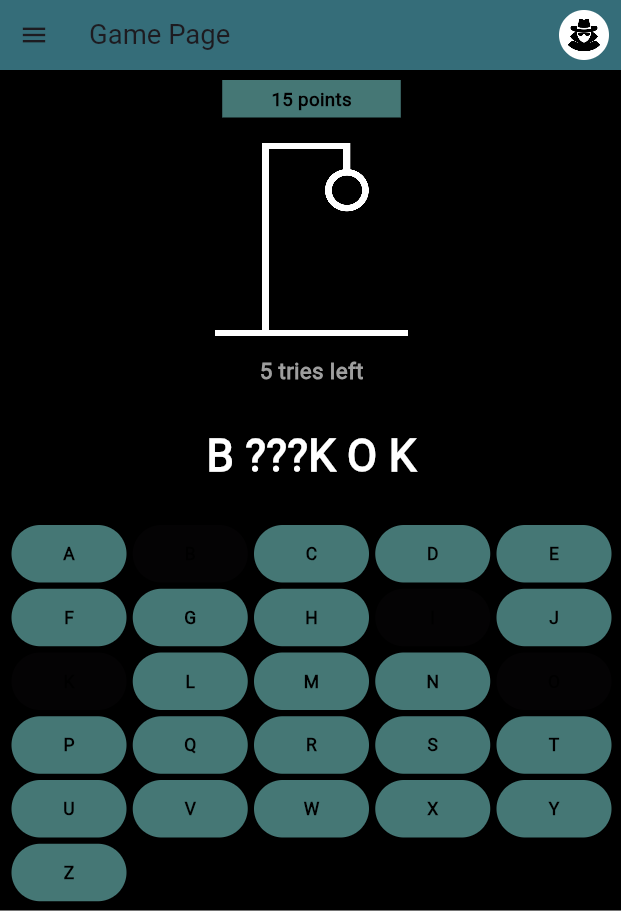 Game Page
15 points
5 tries left
B ???K O K
A C D E
F G H J
L M N
P Q R S T
U V W X Y
Z